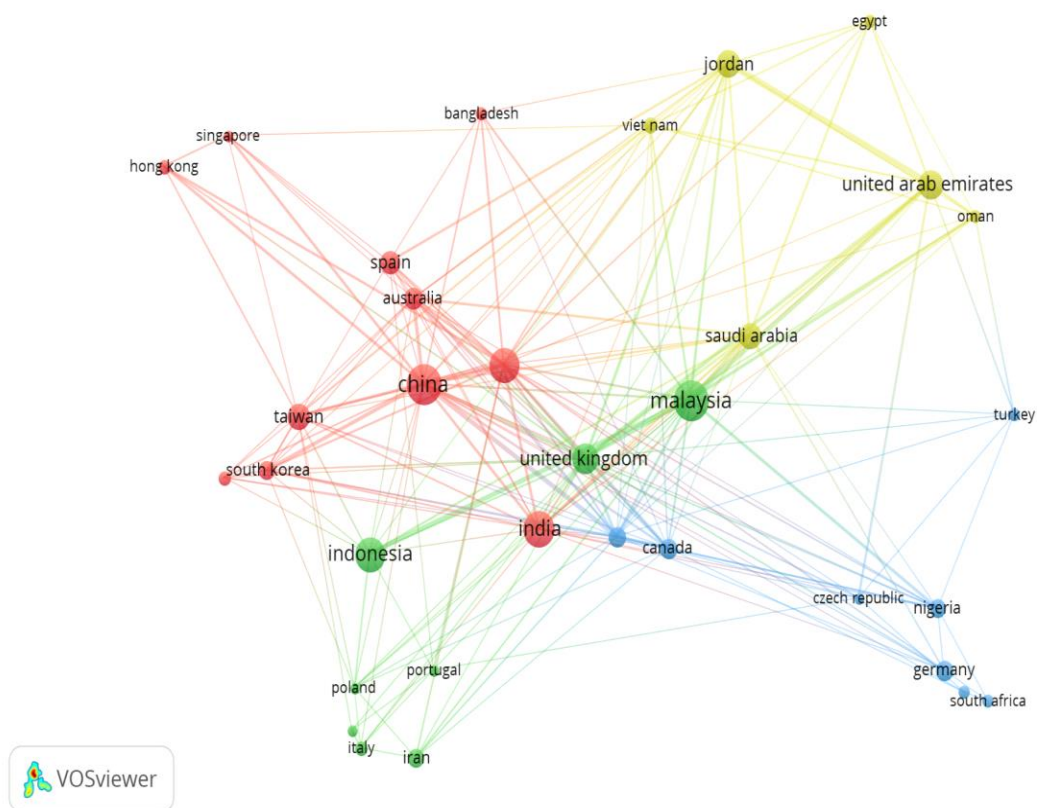 egypt
jordan
bangladesh
viet nam
singapore
hong kong
united arab emirates
oman
spain
australia
saudi arabia
china
malaysia
taiwan
turkey
united kingdom
south korea
india
indonesia
canada
czech republic
nigeria
portugal
germany
poland
south africa
italy
iran
VOSviewer